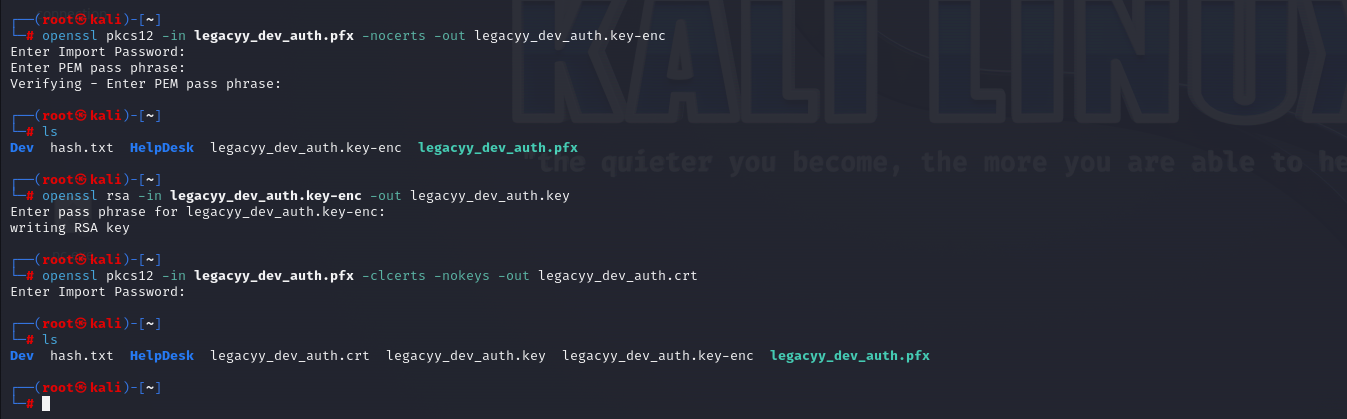 ┌──(root㉿kali)-[~]
└─# openssl pkcs12 -in legacyy_dev_auth.pfx -nocerts -out legacyy_dev_auth.key-enc
Enter Import Password:
Enter PEM pass phrase:
Verifying - Enter PEM pass phrase:
┌──(root㉿kali)-[~]
└─# ls
Dev  hash.txt  HelpDesk  legacyy_dev_auth.key-enc  legacyy_dev_auth.pfx
┌──(root㉿kali)-[~]
└─# openssl rsa -in legacyy_dev_auth.key-enc -out legacyy_dev_auth.key
Enter pass phrase for legacyy_dev_auth.key-enc:
writing RSA key
┌──(root㉿kali)-[~]
└─# openssl pkcs12 -in legacyy_dev_auth.pfx -clcerts -nokeys -out legacyy_dev_auth.crt
Enter Import Password:
┌──(root㉿kali)-[~]
└─# ls
Dev  hash.txt  HelpDesk  legacyy_dev_auth.crt  legacyy_dev_auth.key  legacyy_dev_auth.key-enc  legacyy_dev_auth.pfx
┌──(root㉿kali)-[~]
└─#
KALI LINUX
"the quieter you become, the more you are able to he